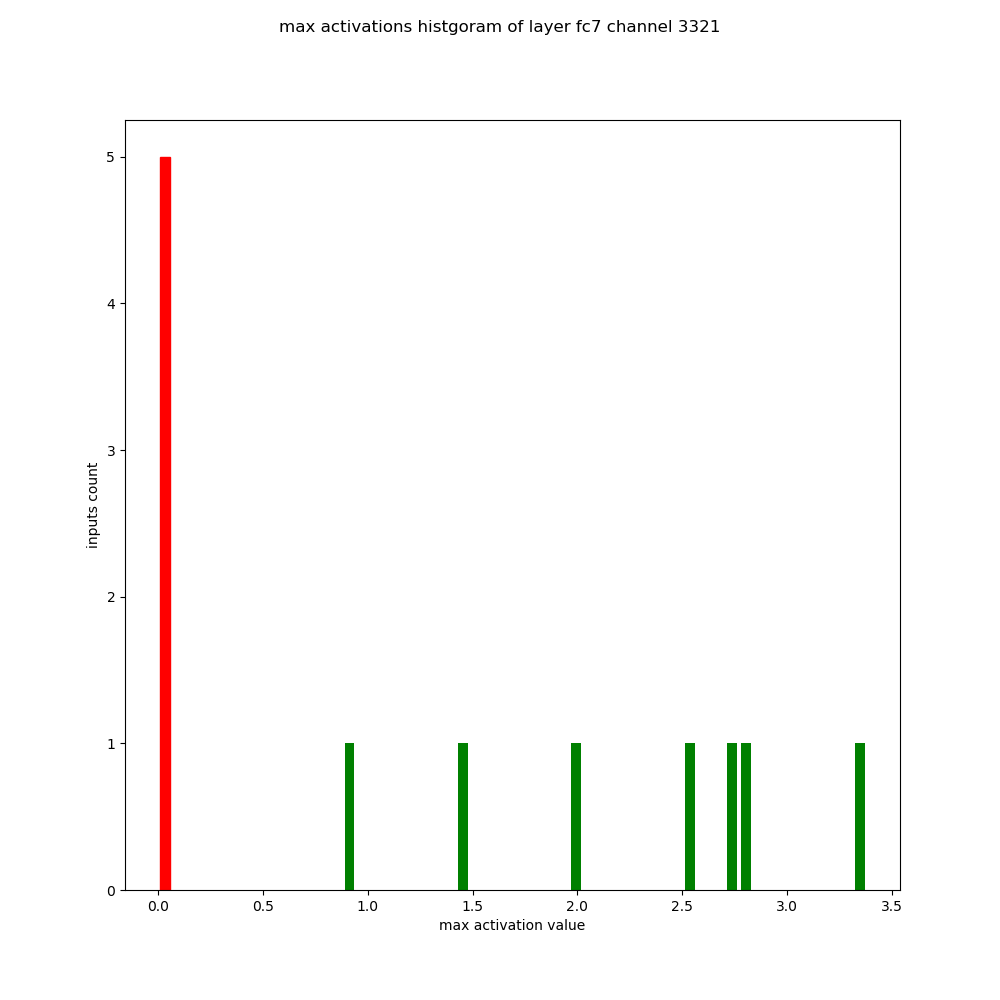 max activations histgoram of layer fc7 channel 3321
5
4
3
2
1
0
inputs count
0.0 0.5 1.0 1.5 2.0 2.5 3.0 3.5
max activation value